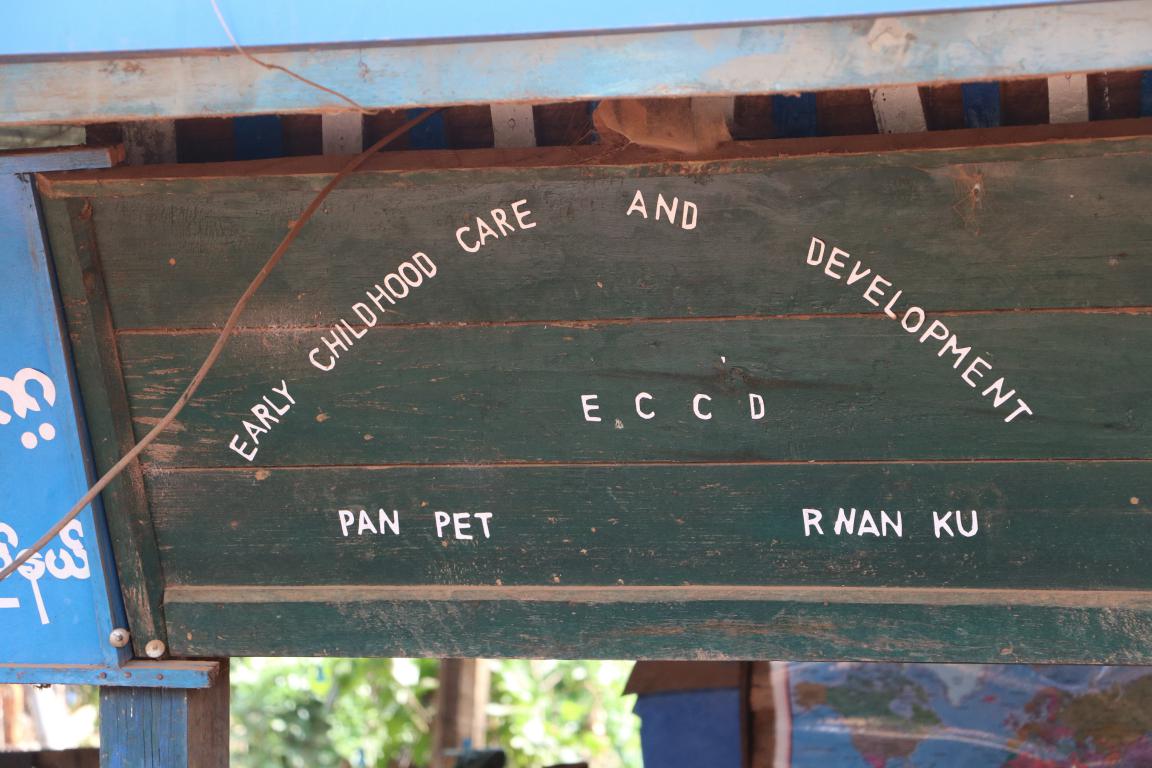 EARLY CHILDHOOD CARE AND DEVELOPMENT
E C C D
PAN PET RNAN KU